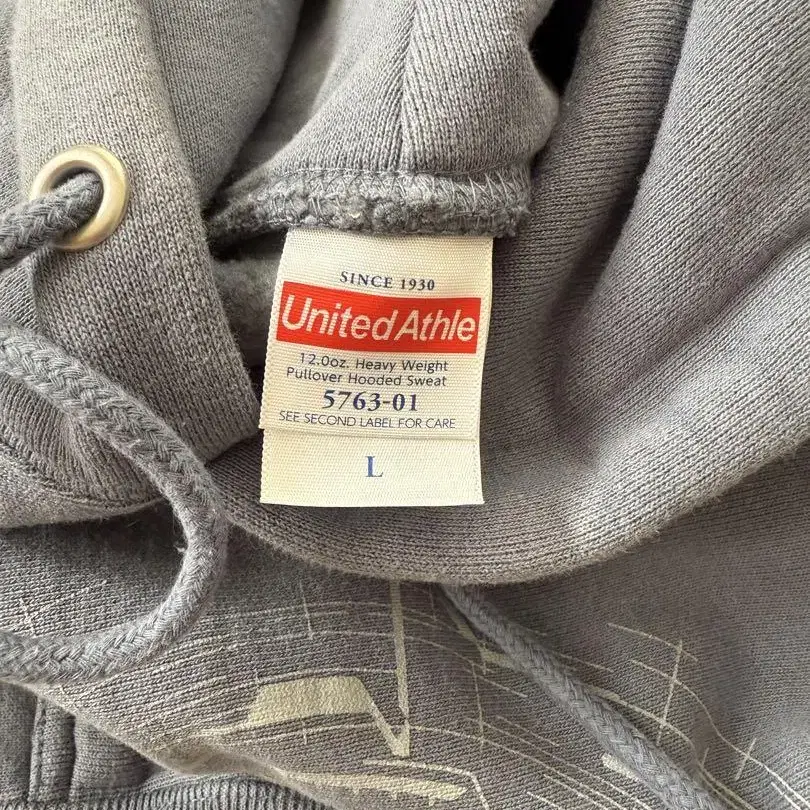 SINCE 1930
United Athle
12.0oz. Heavy Weight
Pullover Hooded Sweat
5763-01
SEE SECOND LABEL FOR CARE
L